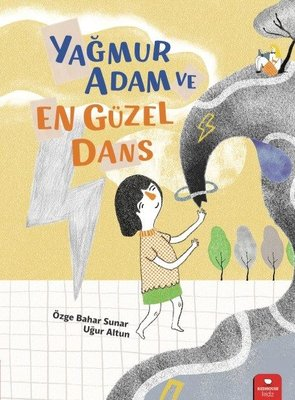 YAĞMUR
ADAM VE
EN GÜZEL
DANS
Özge Bahar Sunar
Uğur Altun